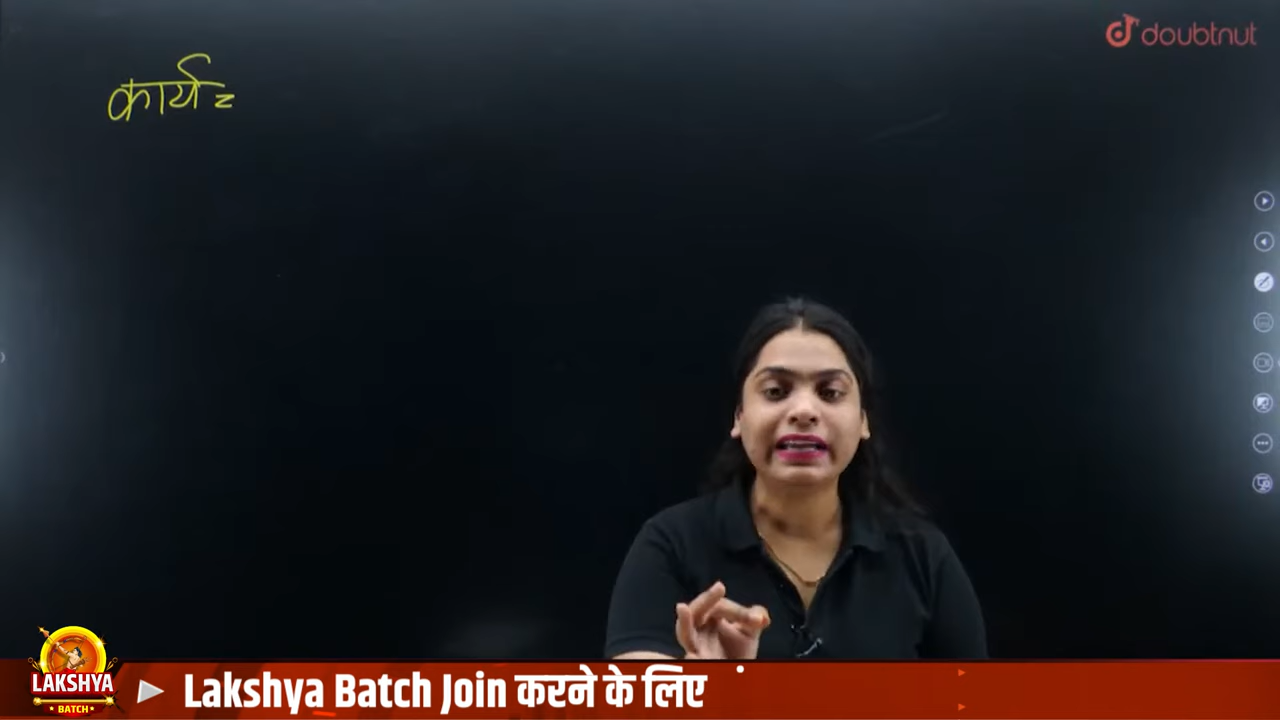 doubtnut
कार्य =
LAKSHYA
BATCH
Lakshya Batch Join करने के लिए